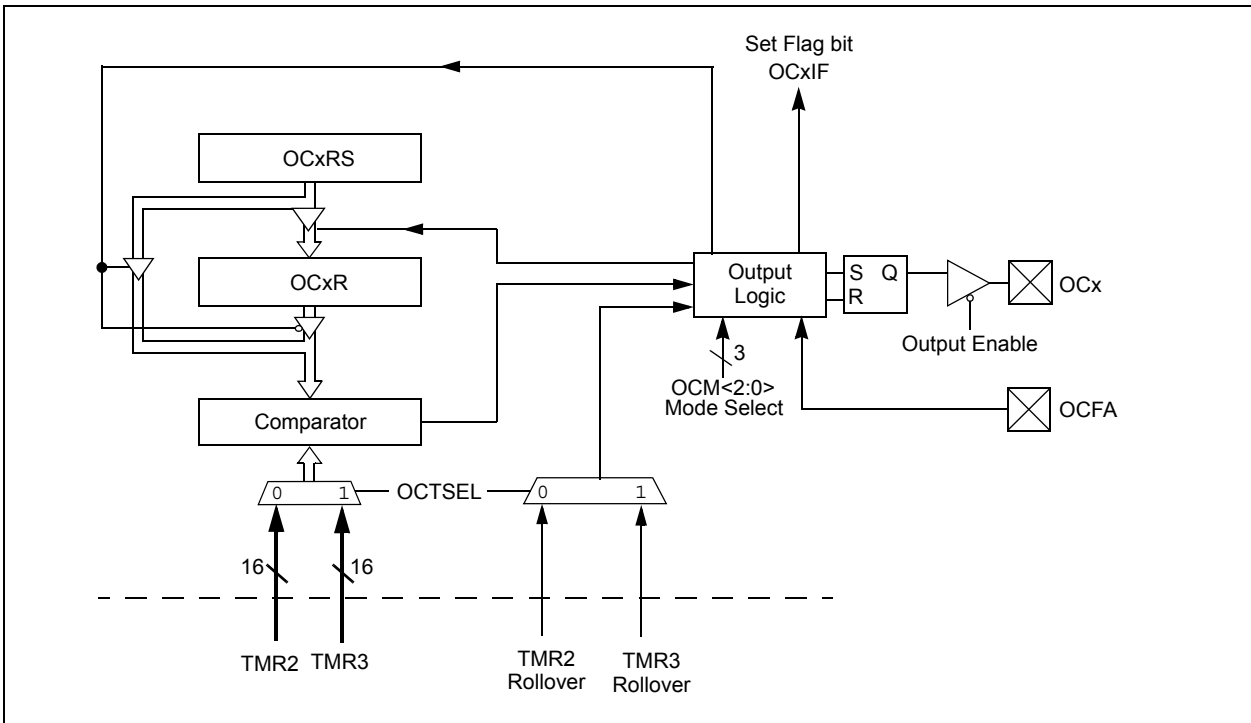 Set Flag bit
OCxIF
OCxRS
OCxR
Output
Logic
S Q
R
OCx
Output Enable
3
OCM<2:0>
Mode Select
OCFA
Comparator
0 1
OCTSEL
0 1
16
16
TMR2
TMR3
TMR2
Rollover
TMR3
Rollover